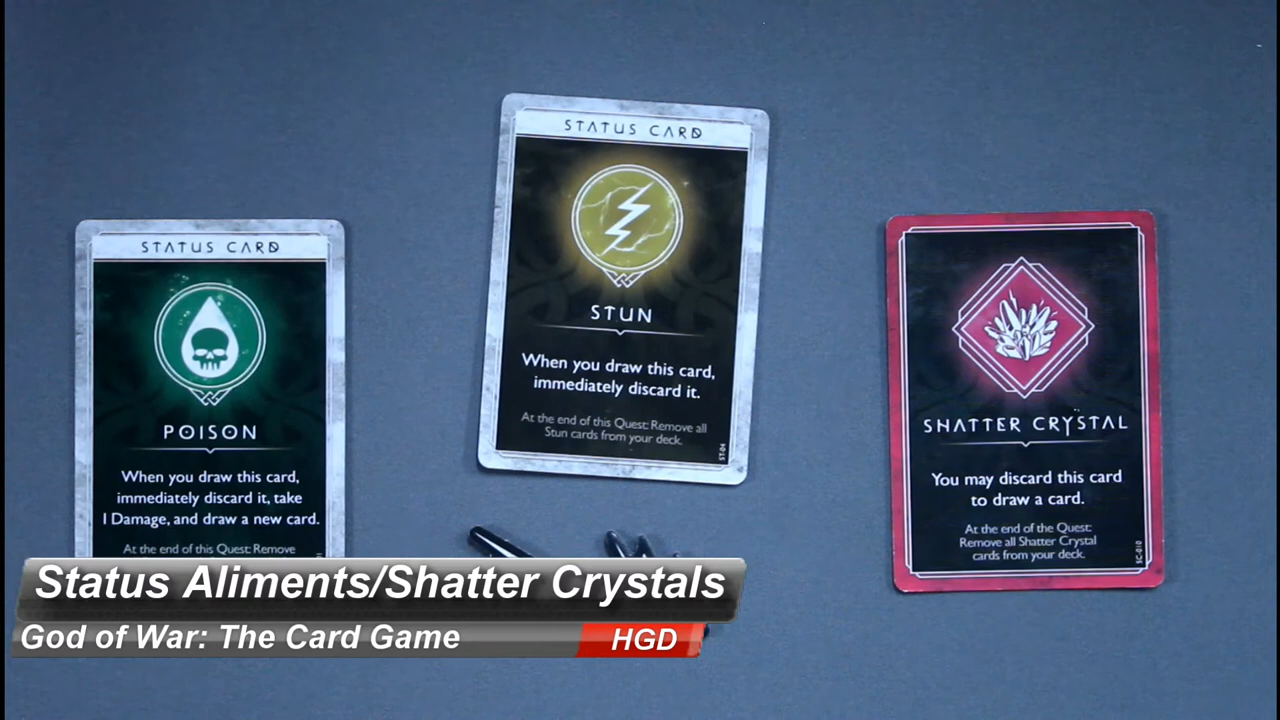 STATUS CARD
POISON
When you draw this card,
immediately discard it, take
1 Damage, and draw a new card.
At the end of this Quest: Remove
STATUS CARD
STUN
When you draw this card,
immediately discard it.
At the end of this Quest: Remove all
Stun cards from your deck.
ST-04
SHATTER CRYSTAL
You may discard this card
to draw a card.
At the end of the Quest:
Remove all Shatter Crystal
cards from your deck.
SC-010
Status Aliments/Shatter Crystals
God of War: The Card Game
HGD